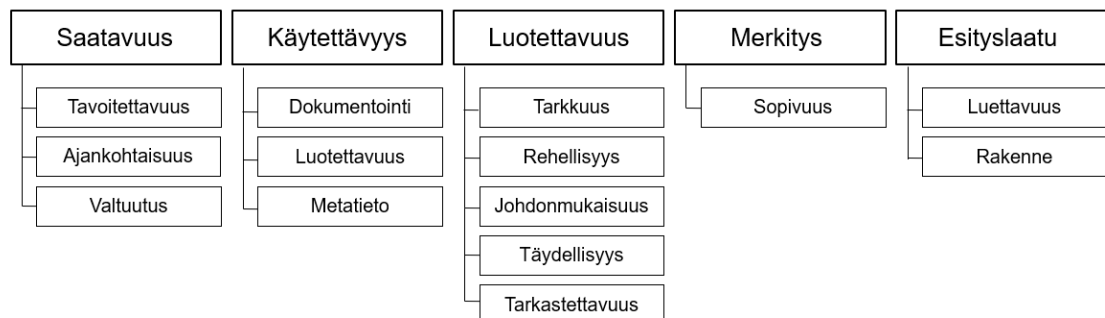 Saatavuus
Tavoitettavuus
Ajankohtaisuus
Valtuutus
Käytettävyys
Dokumentointi
Luotettavuus
Metatieto
Luotettavuus
Tarkkuus
Rehellisyys
Johdonmukaisuus
Täydellisyys
Tarkastettavuus
Merkitys
Sopivuus
Esityslaatu
Luettavuus
Rakenne